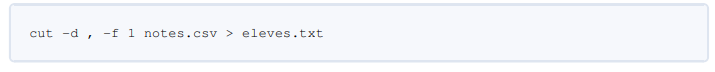 cut -d , -f 1 notes.csv > eleves.txt